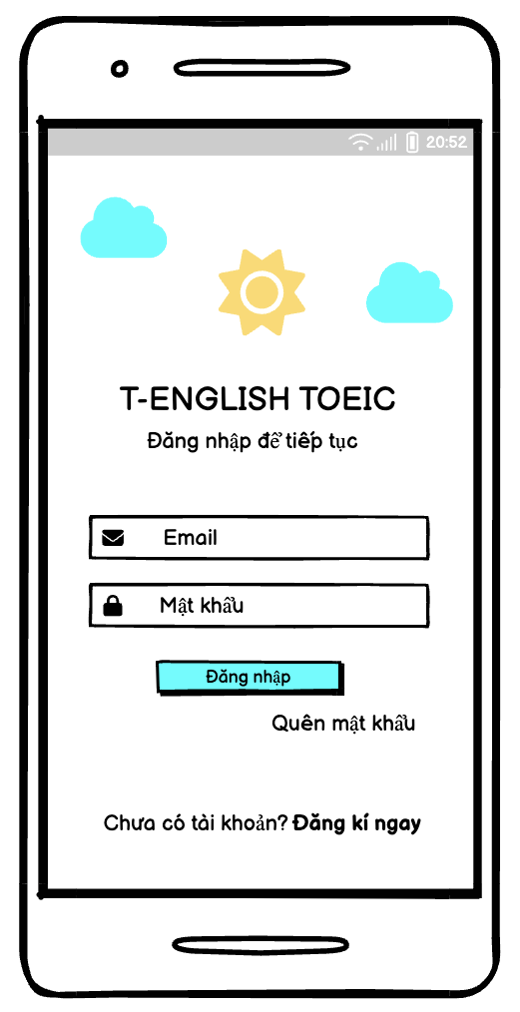 20:52
T-ENGLISH TOEIC
Đăng nhập để tiếp tục
Email
Mật khẩu
Đăng nhập
Quên mật khẩu
Chưa có tài khoản? Đăng kí ngay